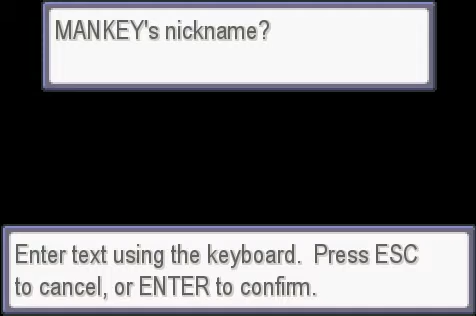 MANKEY's nickname?
Enter text using the keyboard.  Press ESC
to cancel, or ENTER to confirm.